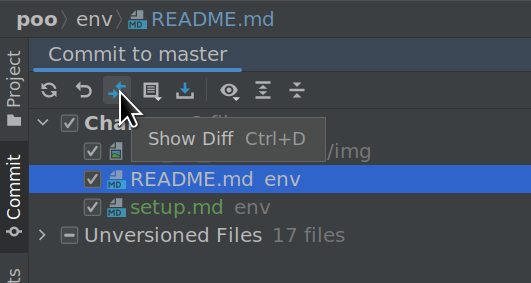 poo env README.md
Commit to master
Project
Commit
Show Diff Ctrl+D
/img
README.md env
setup.md env
Unversioned Files 17 files